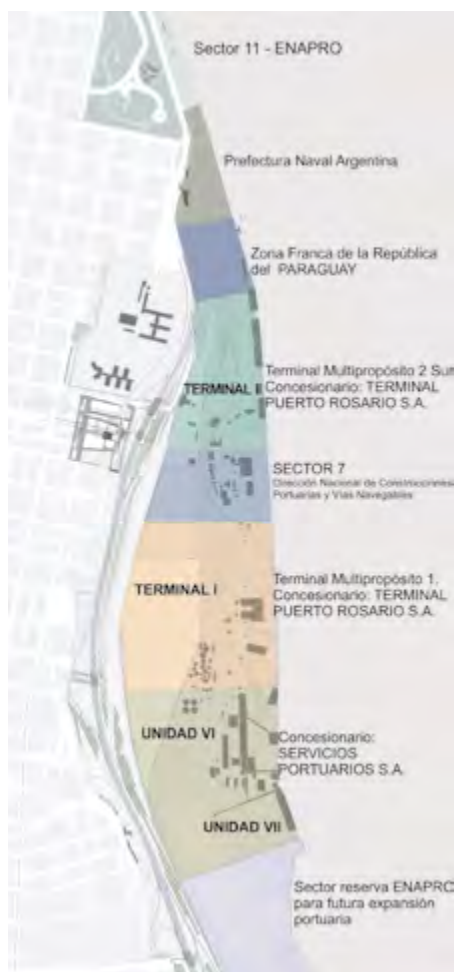 Sector 11 - ENAPRO
Prefectura Naval Argentina
Zona Franca de la República
del PARAGUAY
TERMINAL II
Terminal Multipropósito 2 Sur
Concesionario: TERMINAL
PUERTO ROSARIO S.A.
SECTOR 7
Dirección Nacional de Construcciones
Portuarias y Vías Navegables
TERMINAL I
Terminal Multipropósito 1.
Concesionario: TERMINAL
PUERTO ROSARIO S.A.
UNIDAD VI
Concesionario:
SERVICIOS
PORTUARIOS S.A.
UNIDAD VII
Sector reserva ENAPRO
para futura expansión
portuaria